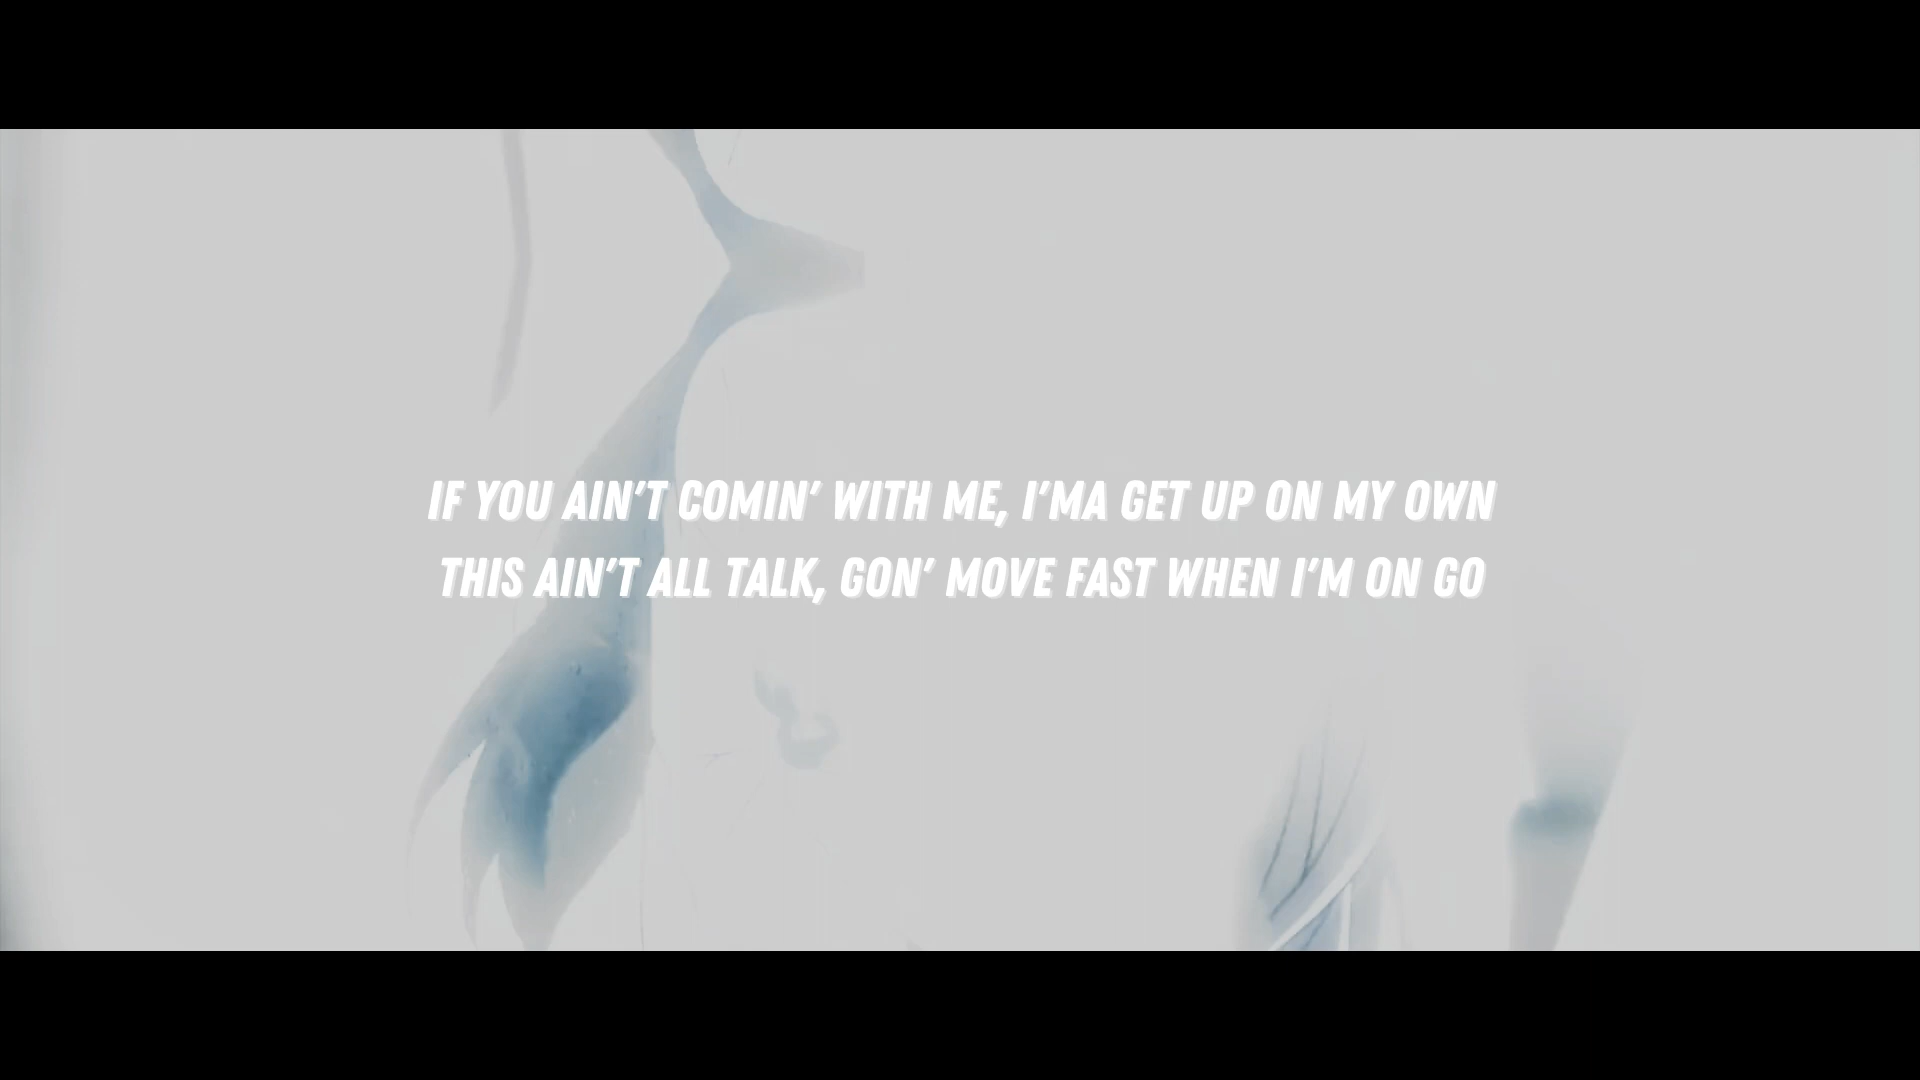 IF YOU AIN'T COMIN' WITH ME, I'MA GET UP ON MY OWN
THIS AIN'T ALL TALK, GON' MOVE FAST WHEN I'M ON GO